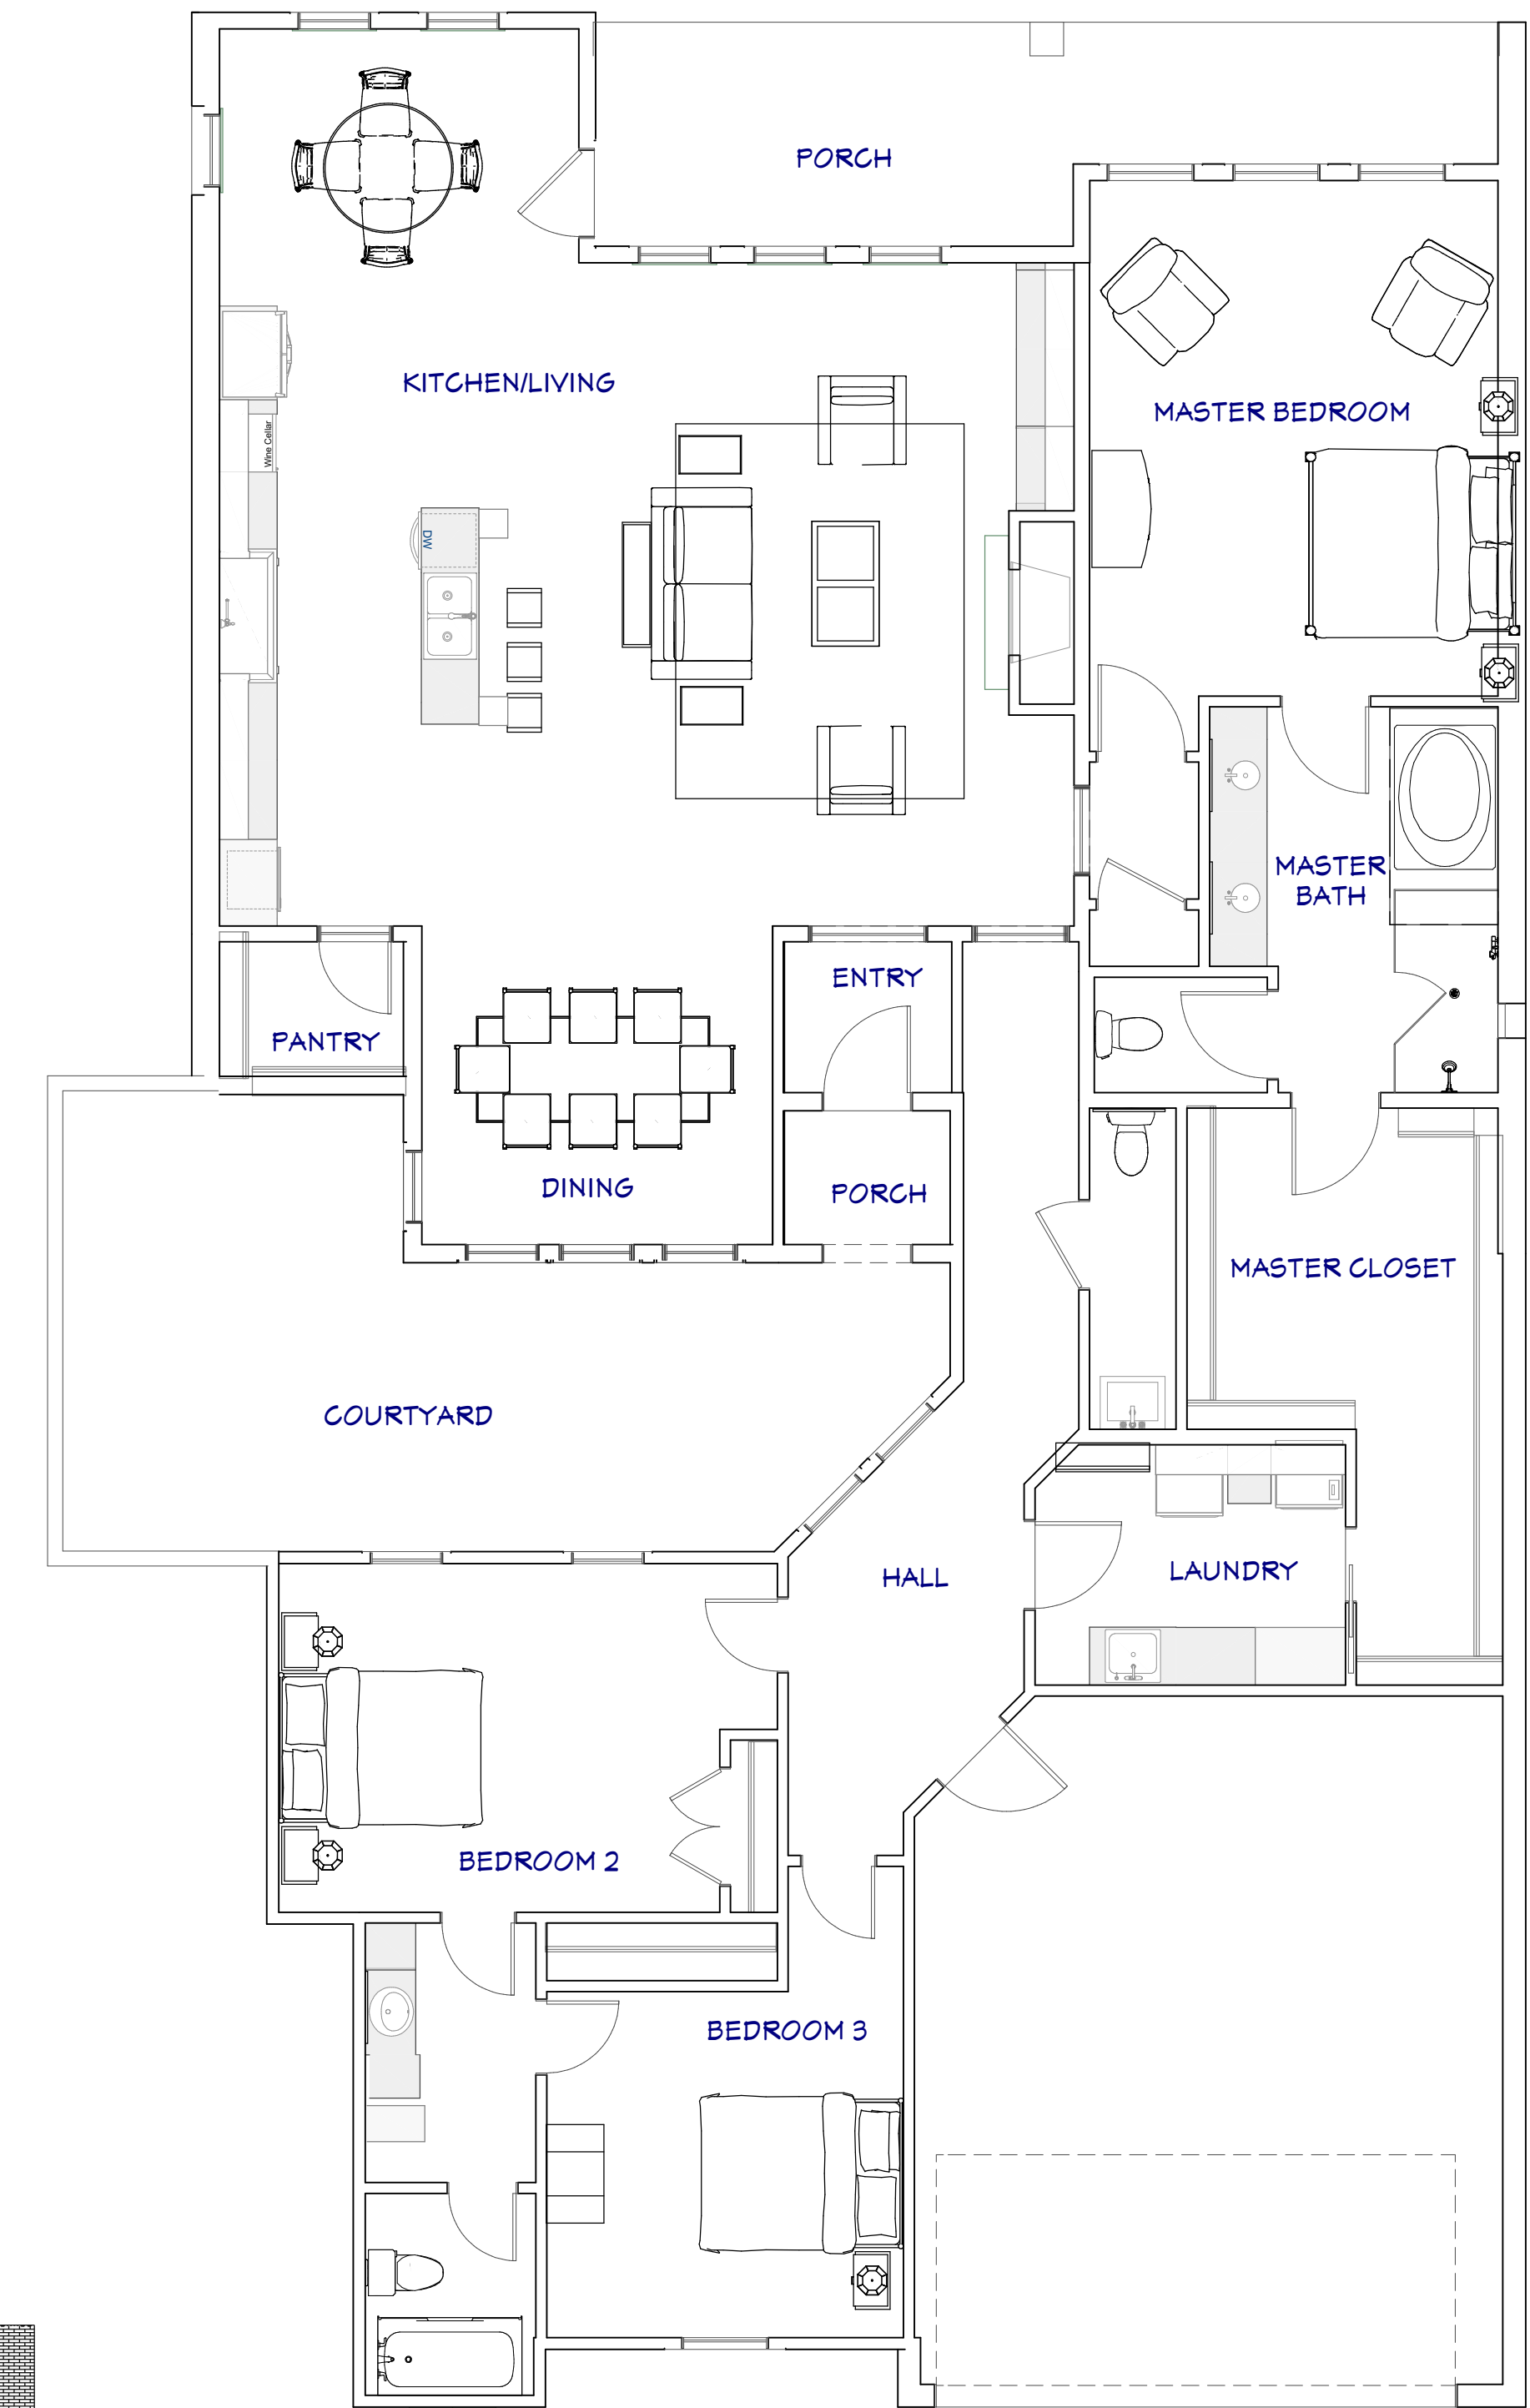 PORCH
KITCHEN/LIVING
MASTER BEDROOM
Wine Cellar
DW
MASTER
BATH
ENTRY
PANTRY
DINING
PORCH
MASTER CLOSET
COURTYARD
HALL
LAUNDRY
BEDROOM 2
BEDROOM 3